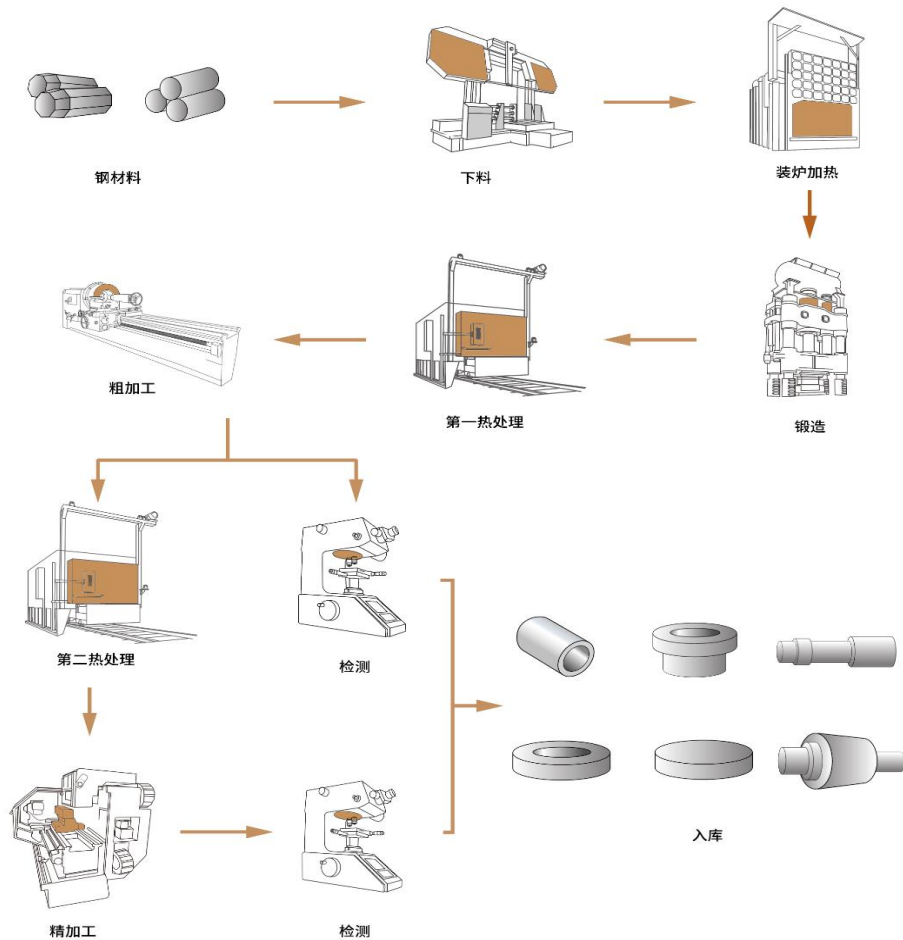 钢材料
下料
装炉加热
粗加工
第一热处理
锻造
第二热处理
检测
入库
精加工
检测